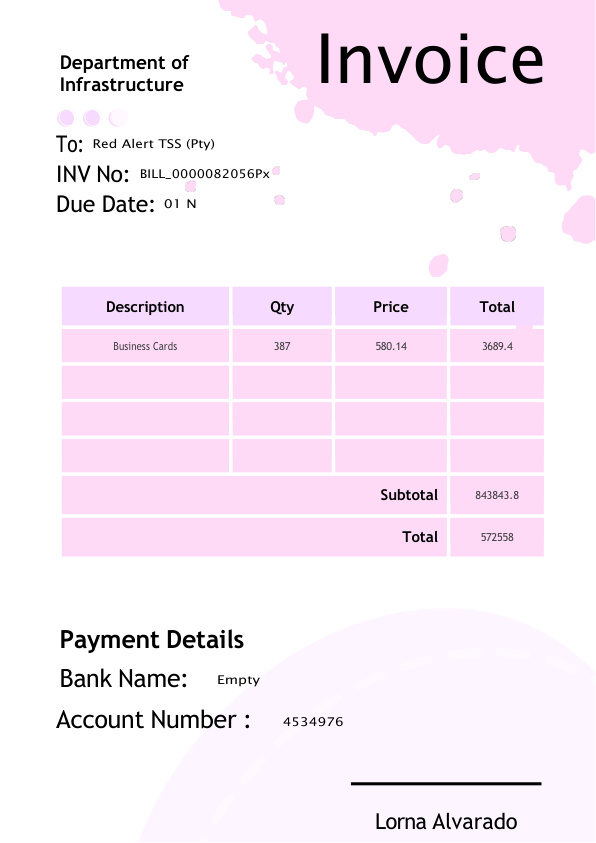 Invoice
Department of
Infrastructure
To: Red Alert TSS (Pty)
INV No: BILL_0000082056Px
Due Date: 01 N
Description Qty Price Total
Business Cards 387 580.14 3689.4
Subtotal 843843.8
Total 572558
Payment Details
Bank Name: Empty
Account Number : 4534976
Lorna Alvarado